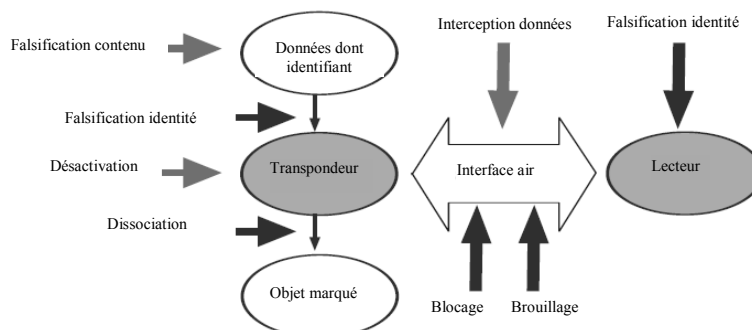 Interception données
Falsification identité
Falsification contenu
Données dont
identifiant
Falsification identité
Désactivation
Transpondeur
Interface air
Lecteur
Dissociation
Objet marqué
Blocage
Brouillage